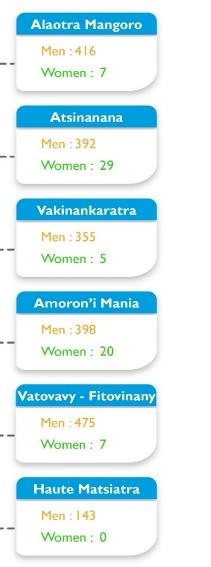 Alaotra Mangoro
Men : 416
Women : 7
Atsinanana
Men : 392
Women : 29
Vakinankaratra
Men : 355
Women : 5
Amoron'i Mania
Men : 398
Women : 20
Vatovavy - Fitovinany
Men : 475
Women : 7
Haute Matsiatra
Men : 143
Women : 0